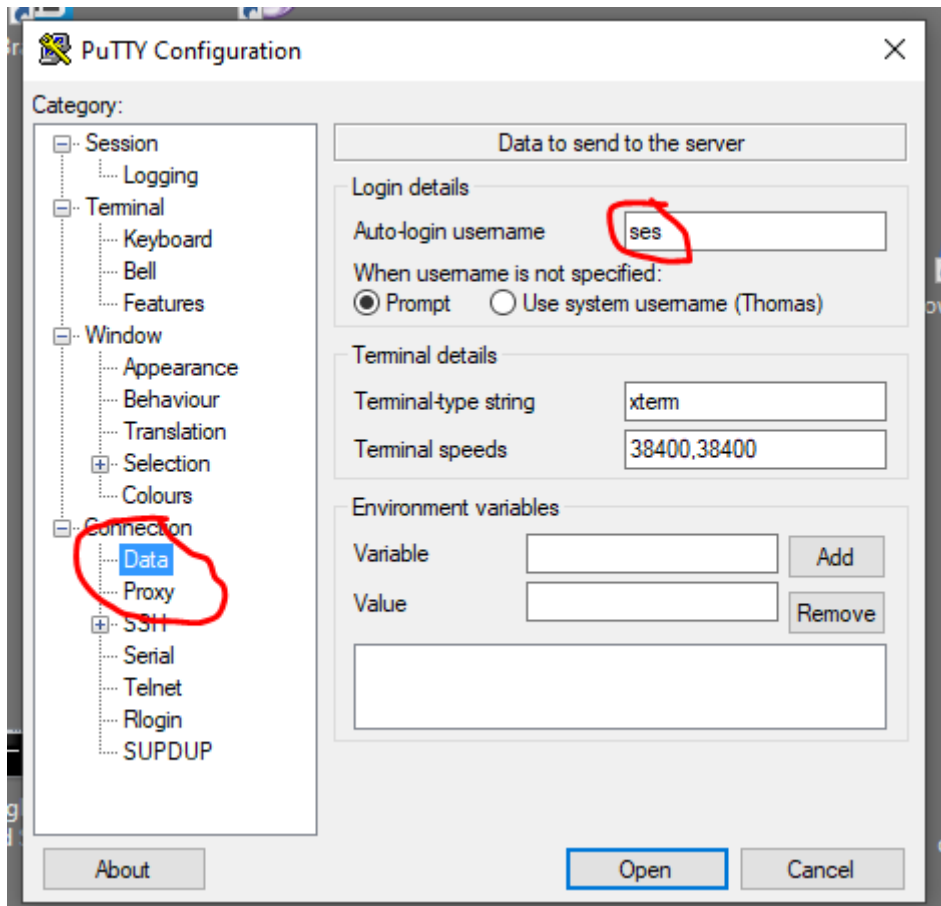 PuTTY Configuration
Category:
Session
Logging
Terminal
Keyboard
Bell
Features
Window
Appearance
Behaviour
Translation
Selection
Colours
Connection
Data
Proxy
SSH
Serial
Telnet
Rlogin
SUPDUP
Data to send to the server
Login details
Auto-login username ses
When username is not specified:
Prompt Use system username (Thomas)
Terminal details
Terminal-type string xterm
Terminal speeds 38400,38400
Environment variables
Variable Add
Value Remove
About Open Cancel